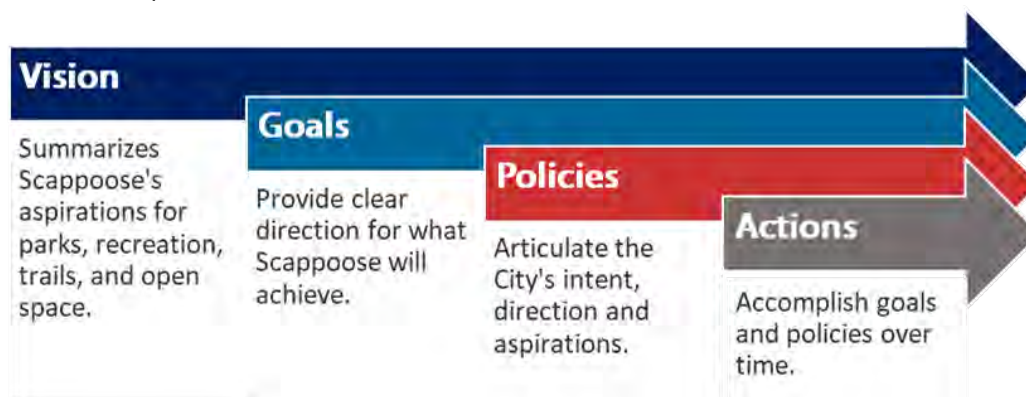 Vision
Summarizes
Scappoose's
aspirations for
parks, recreation,
trails, and open
space.
Goals
Provide clear
direction for what
Scappoose will
achieve.
Policies
Articulate the
City's intent,
direction and
aspirations.
Actions
Accomplish goals
and policies over
time.